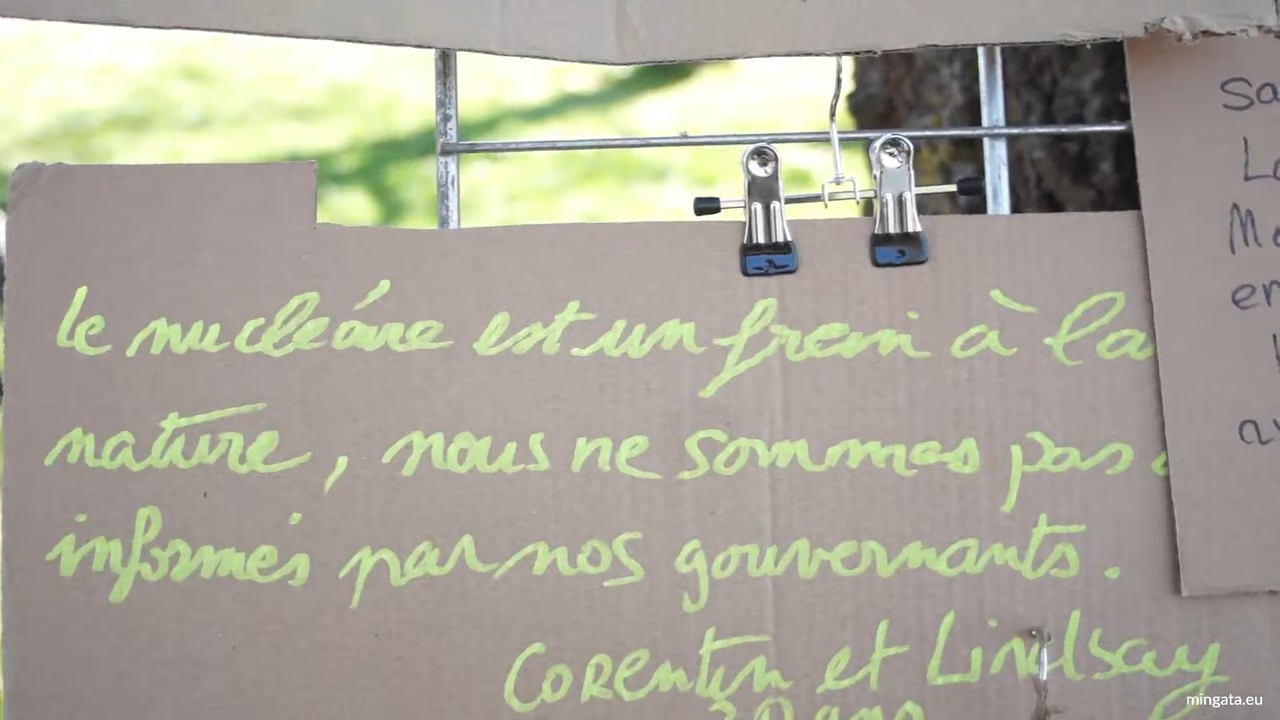 le nucléáire est un frein à la
nature, nous ne sommes pas
informés par nos gouvernants.
Corentin et Lindsay
mingata.eu